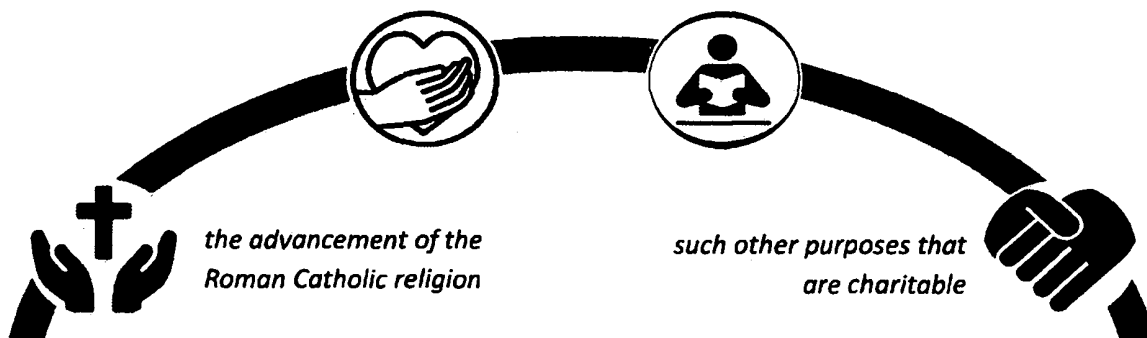 the advancement of the
Roman Catholic religion
such other purposes that
are charitable